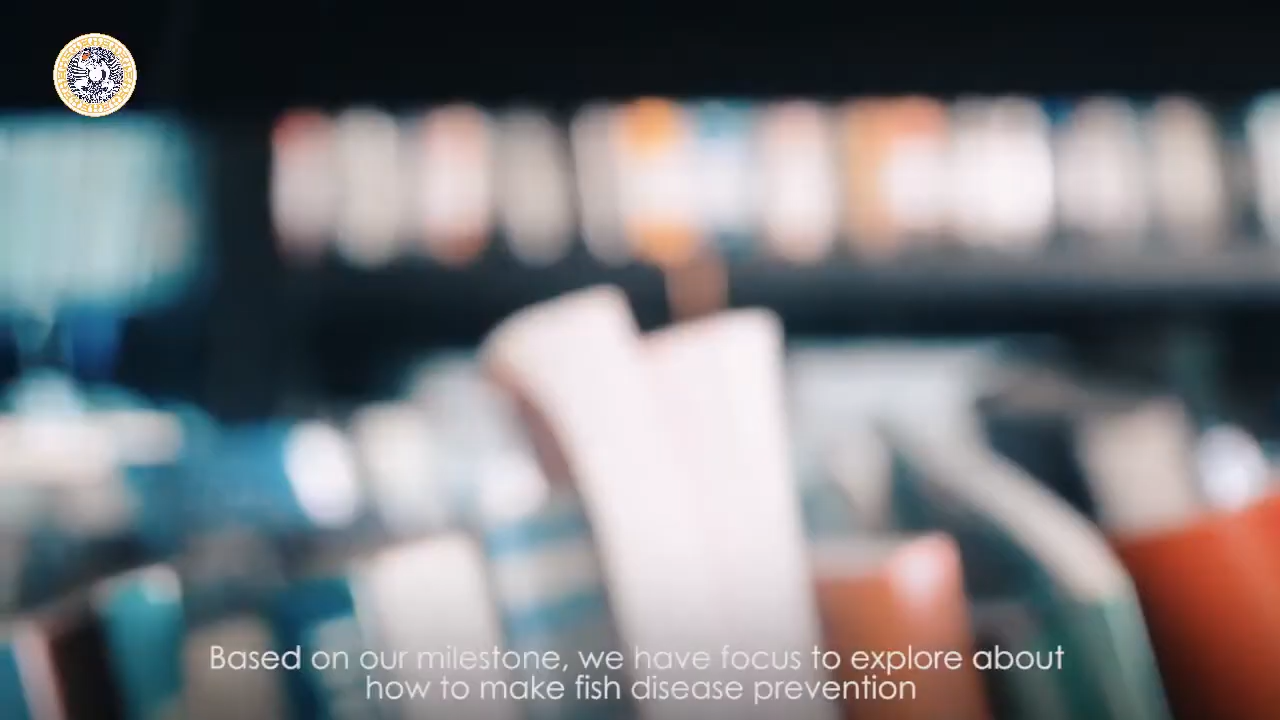 Based on our milestone, we have focus to explore about
how to make fish disease prevention